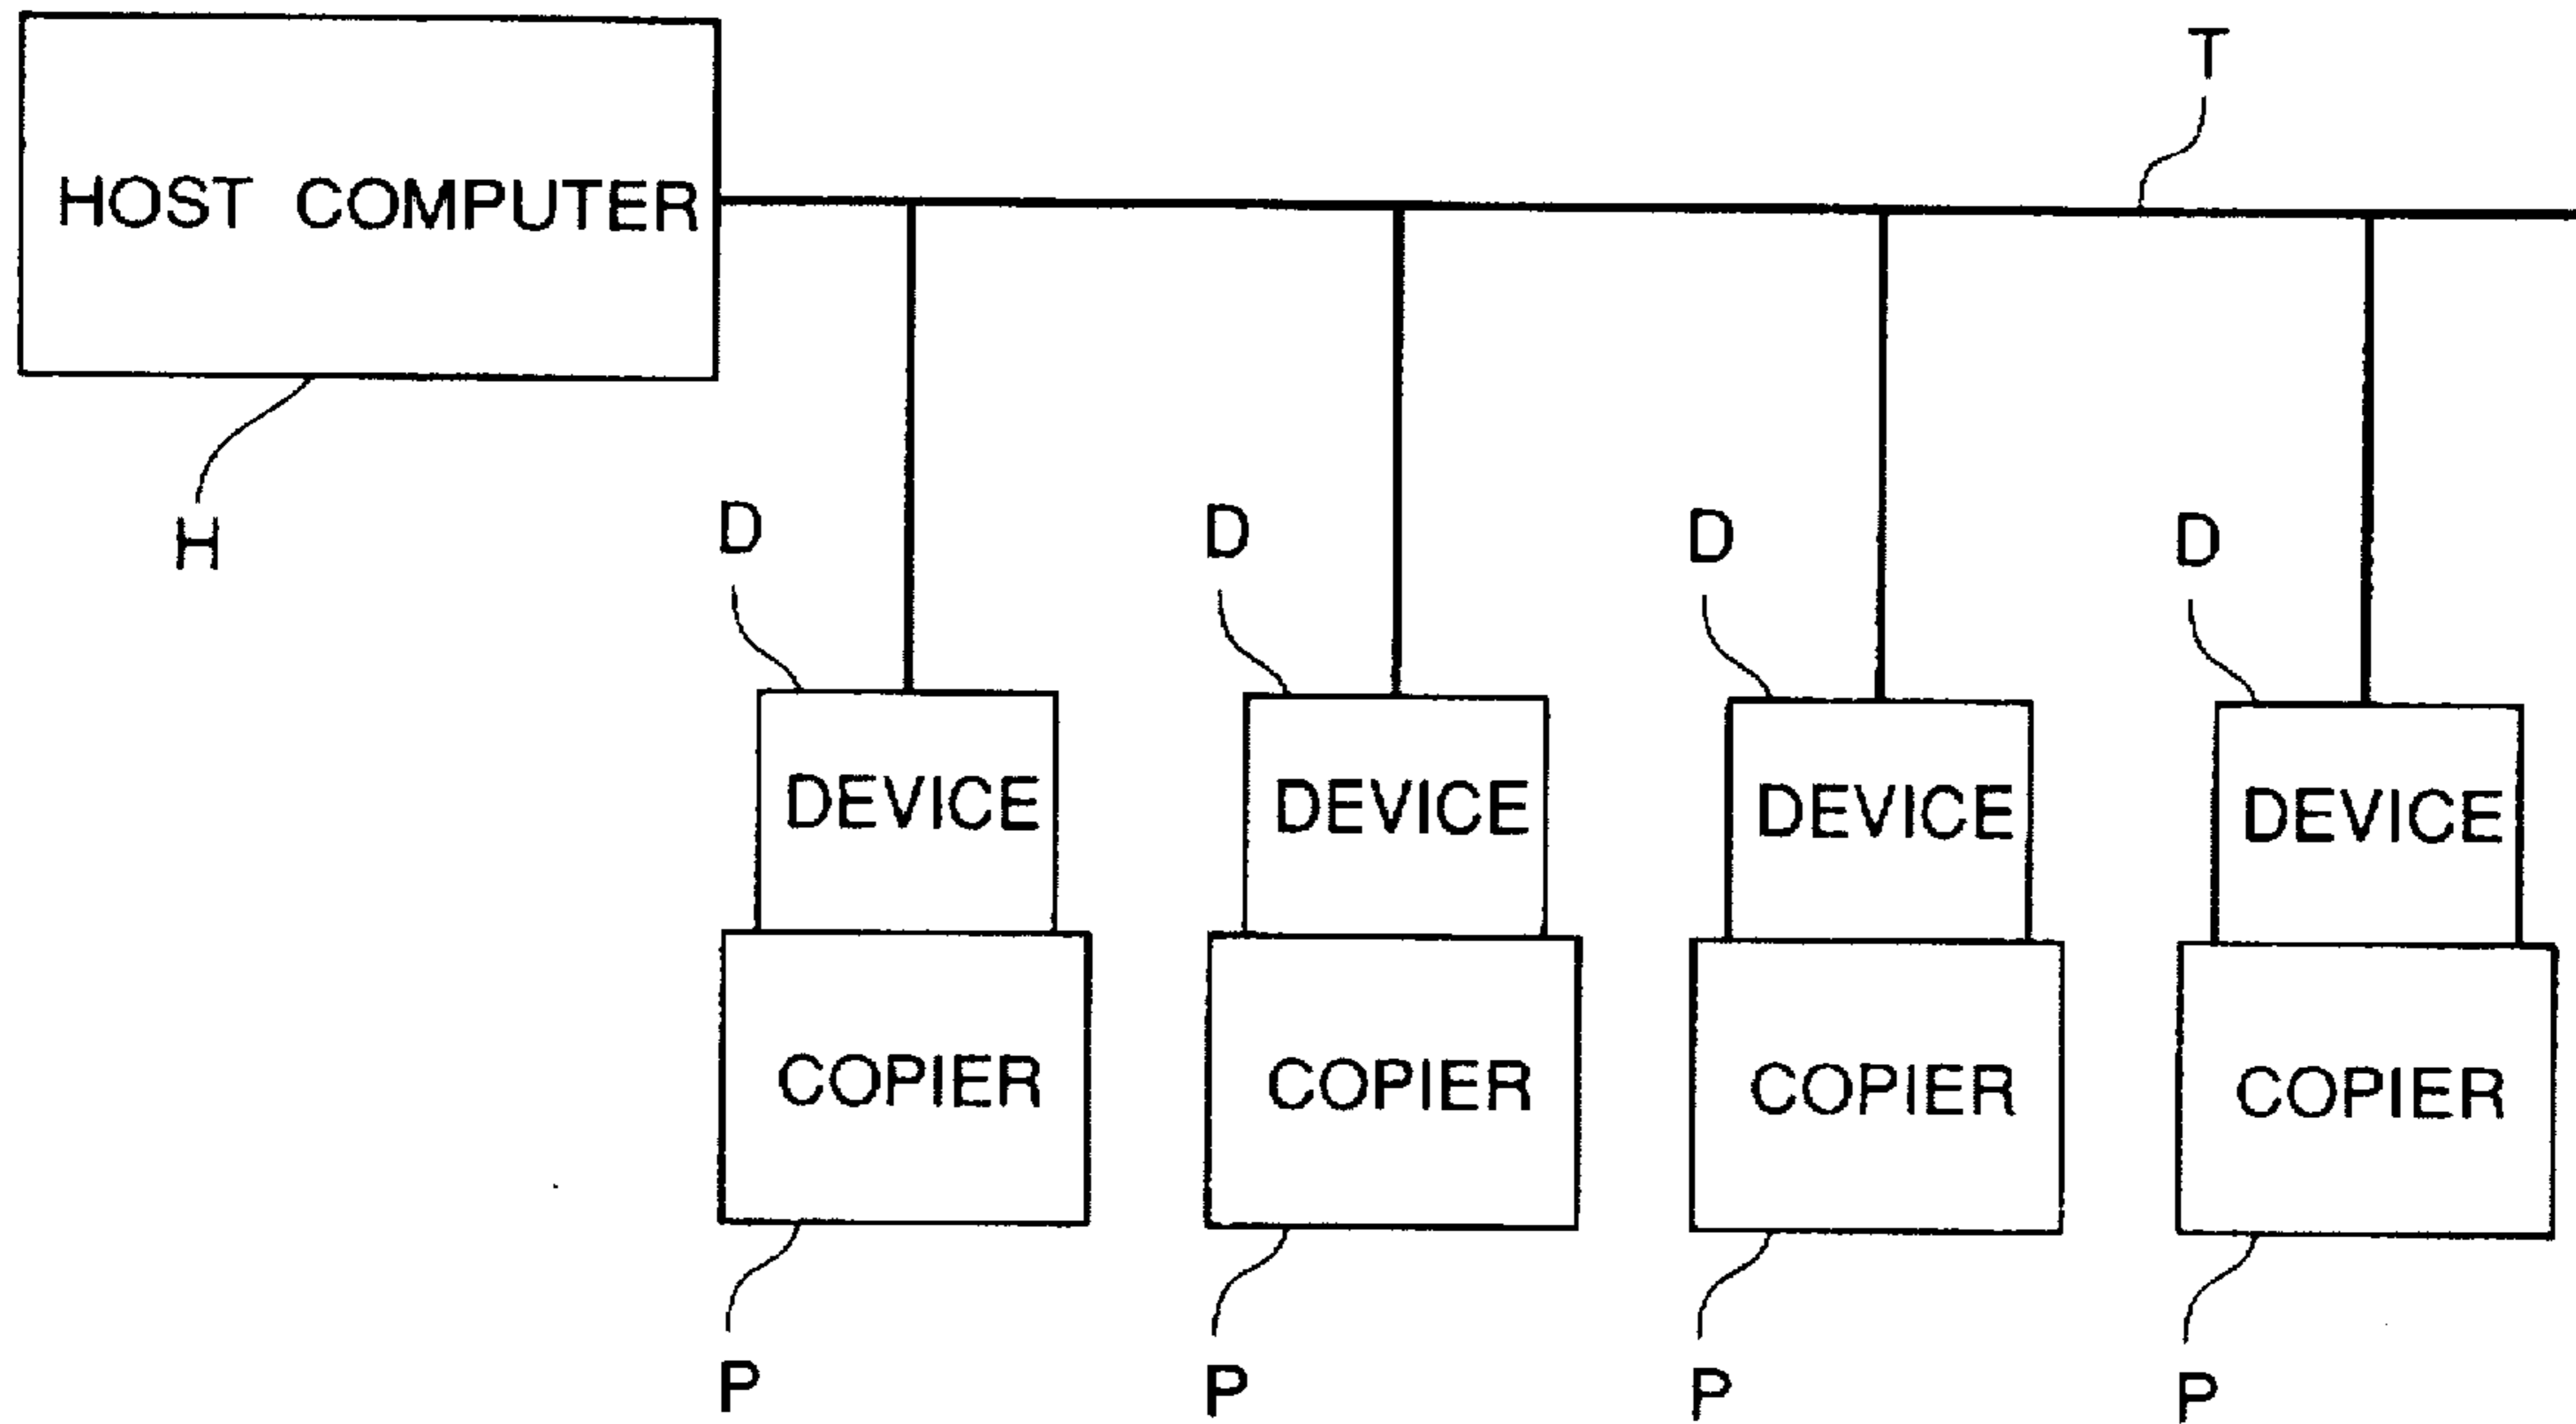 T
HOST COMPUTER
H
D D D D
DEVICE DEVICE DEVICE DEVICE
COPIER COPIER COPIER COPIER
P P P P